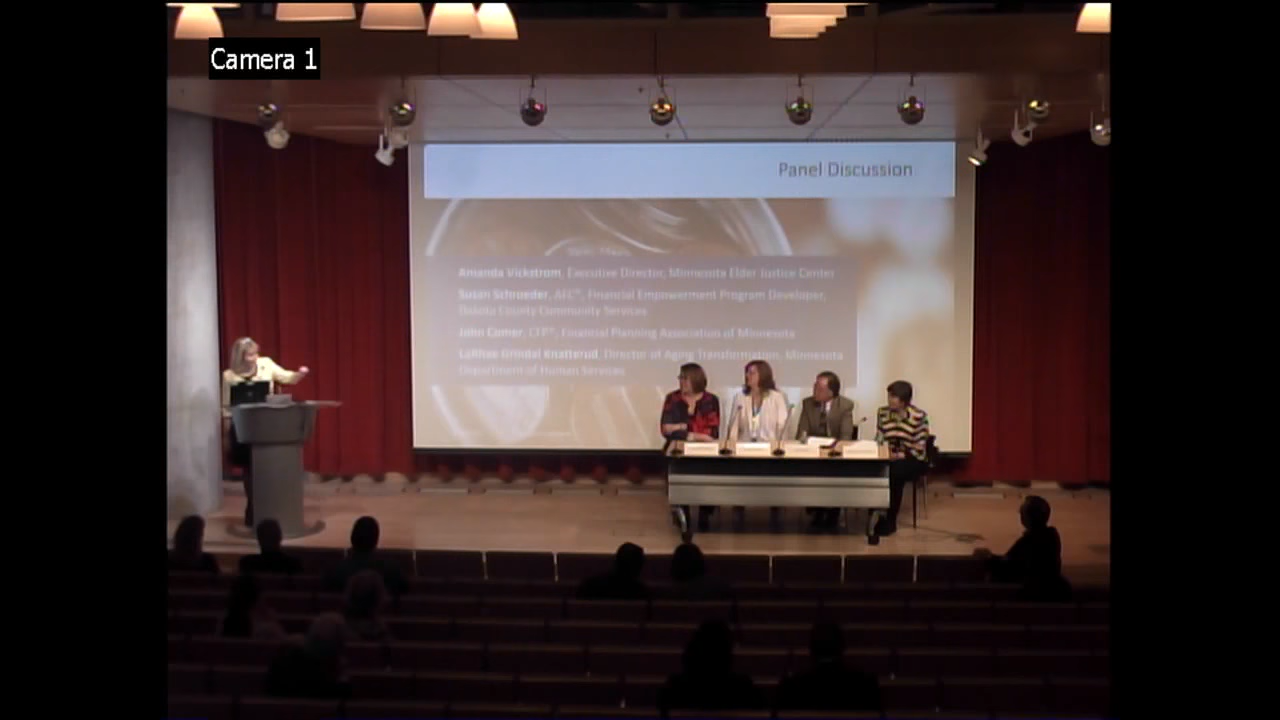 Camera 1
Panel Discussion
Amanda Vickstrom, Executive Director, Minnesota Elder Justice Center
Susan Schroeder, AFC®, Financial Empowerment Program Developer,
Dakota County Community Services
John Comer, CFP®, Financial Planning Association of Minnesota
LaRhae Grindal Knatterud, Director of Aging Transformation, Minnesota
Department of Human Services